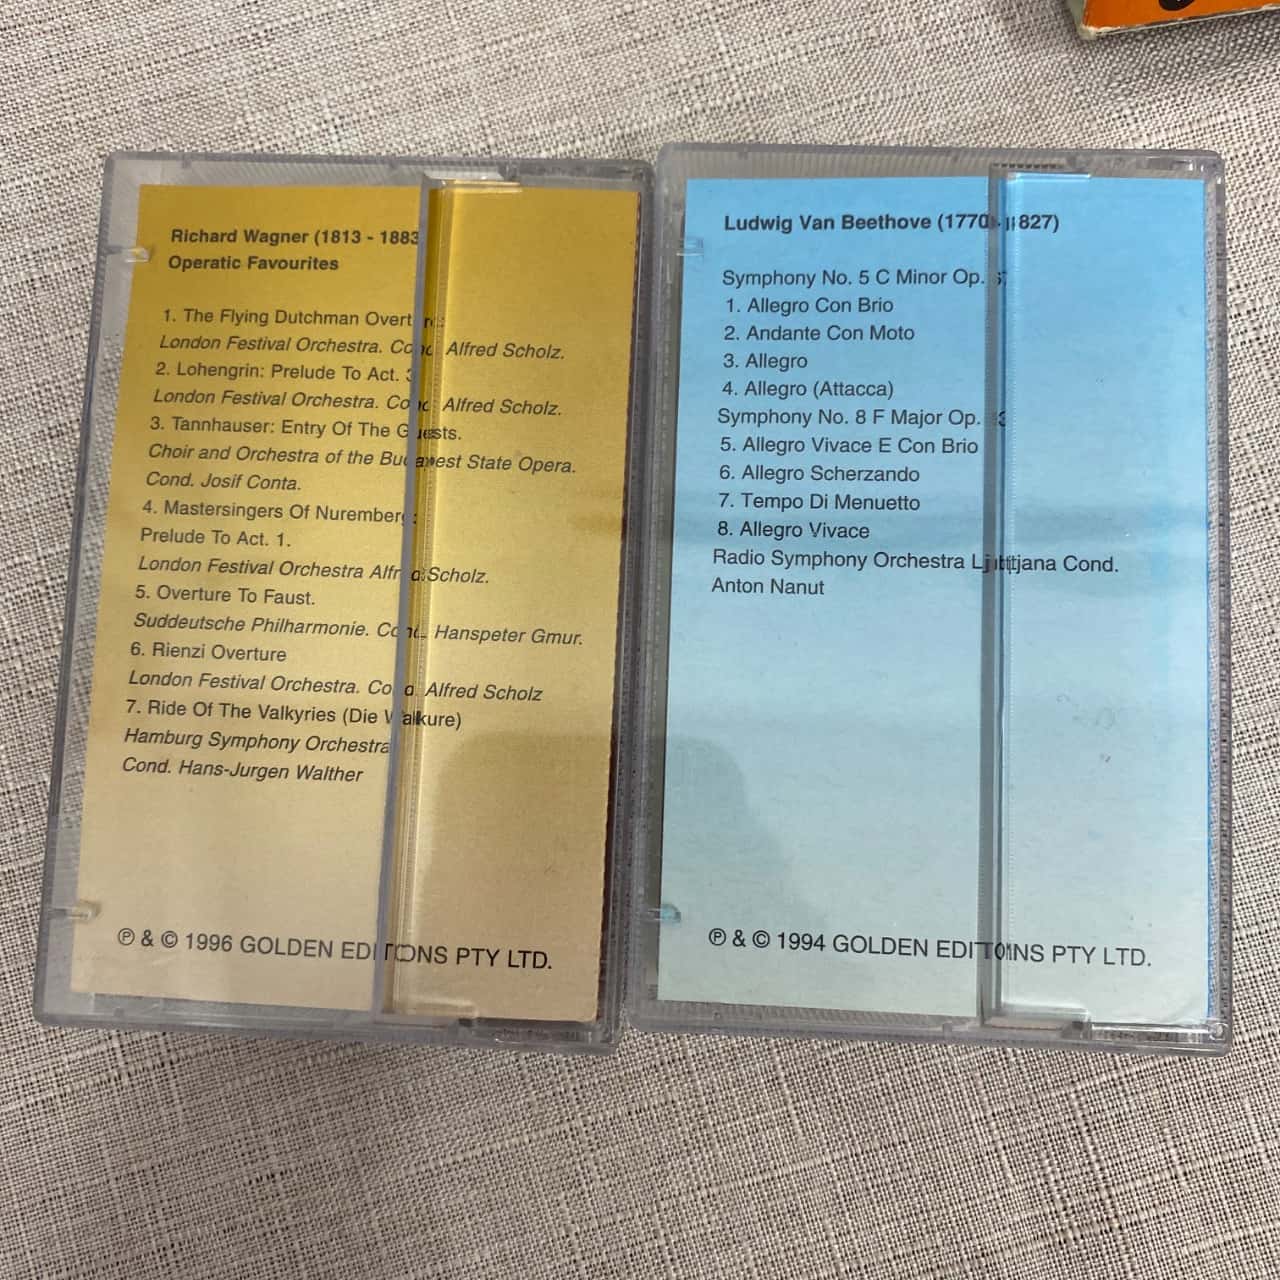 Richard Wagner (1813 - 1883
Operatic Favourites
1. The Flying Dutchman Overture:
London Festival Orchestra. Cond. Alfred Scholz.
2. Lohengrin: Prelude To Act. 3
London Festival Orchestra. Cond. Alfred Scholz.
3. Tannhauser: Entry Of The Guests.
Choir and Orchestra of the Budapest State Opera.
Cond. Josif Conta.
4. Mastersingers Of Nuremberg:
Prelude To Act. 1.
London Festival Orchestra Alfred Scholz.
5. Overture To Faust.
Suddeutsche Philharmonie. Cond. Hanspeter Gmur.
6. Rienzi Overture
London Festival Orchestra. Cond. Alfred Scholz
7. Ride Of The Valkyries (Die Walkure)
Hamburg Symphony Orchestra
Cond. Hans-Jurgen Walther
℗ & © 1996 GOLDEN EDITIONS PTY LTD.
Ludwig Van Beethove (1770 - 1827)
Symphony No. 5 C Minor Op. 67
1. Allegro Con Brio
2. Andante Con Moto
3. Allegro
4. Allegro (Attacca)
Symphony No. 8 F Major Op. 93
5. Allegro Vivace E Con Brio
6. Allegro Scherzando
7. Tempo Di Menuetto
8. Allegro Vivace
Radio Symphony Orchestra Ljubtjana Cond.
Anton Nanut
℗ & © 1994 GOLDEN EDITIONS PTY LTD.